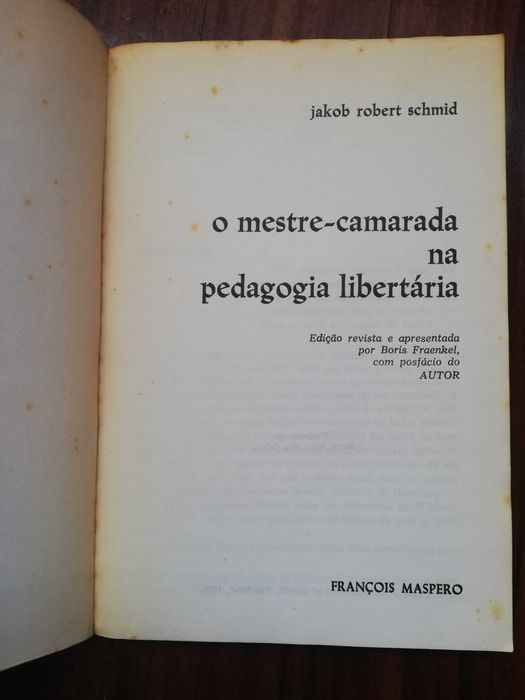 jakob robert schmid
o mestre-camarada
na
pedagogia libertária
Edição revista e apresentada
por Boris Fraenkel,
com posfácio do
AUTOR
FRANÇOIS MASPERO